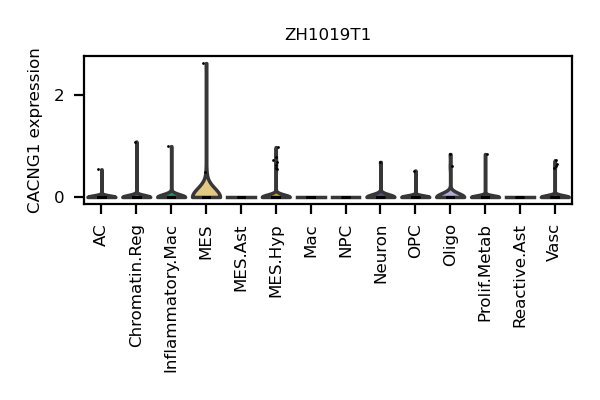 ZH1019T1
CACNG1 expression
2
0
AC
Chromatin.Reg
Inflammatory.Mac
MES
MES.Ast
MES.Hyp
Mac
NPC
Neuron
OPC
Oligo
Prolif.Metab
Reactive.Ast
Vasc